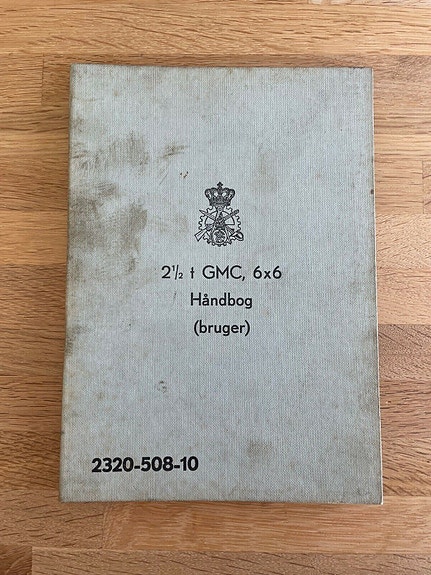 2½ t GMC, 6x6
Håndbog
(bruger)
2320-508-10